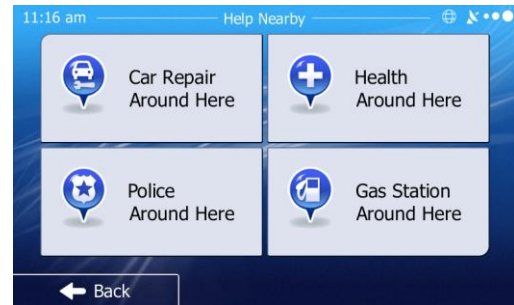 11:16 am
Help Nearby
Car Repair
Around Here
Health
Around Here
Police
Around Here
Gas Station
Around Here
Back